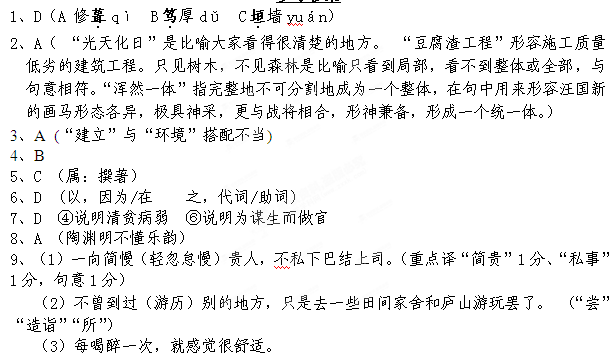 1、D（A 修葺 qì　B 笃厚 dǔ　C 垣墙 yuán）
2、A（“光天化日”是比喻大家看得很清楚的地方。　“豆腐渣工程”形容施工质量
低劣的建筑工程。只见树木，不见森林是比喻只看到局部，看不到整体或全部，与
句意相符。“浑然一体”指完整地不可分割地成为一个整体，在句中用来形容汪国新
的画马形态各异，极具神采，更与战将相合，形神兼备，形成一个统一体。）
3、A（“建立”与“环境”搭配不当）
4、B
5、C（属：撰著）
6、D（以，因为/在　　之，代词/助词）
7、D　④说明清贫病弱　⑥说明为谋生而做官
8、A（陶渊明不懂乐韵）
9、（1）一向简慢（轻忽怠慢）贵人，不私下巴结上司。（重点译“简贵”1分、“私事”
1分，句意1分）
（2）不曾到过（游历）别的地方，只是去一些田间家舍和庐山游玩罢了。（“尝”
“造诣”“所”）
（3）每喝醉一次，就感觉很舒适。